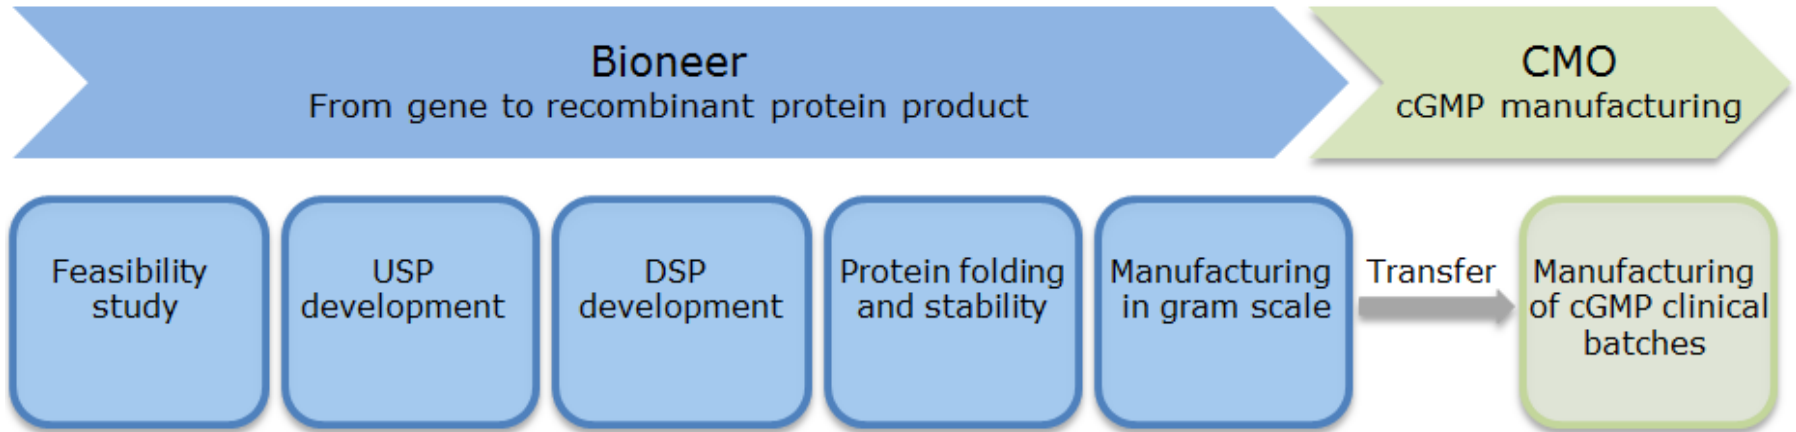 Bioneer
From gene to recombinant protein product
CMO
cGMP manufacturing
Feasibility
study
USP
development
DSP
development
Protein folding
and stability
Manufacturing
in gram scale
Transfer
Manufacturing
of cGMP clinical
batches